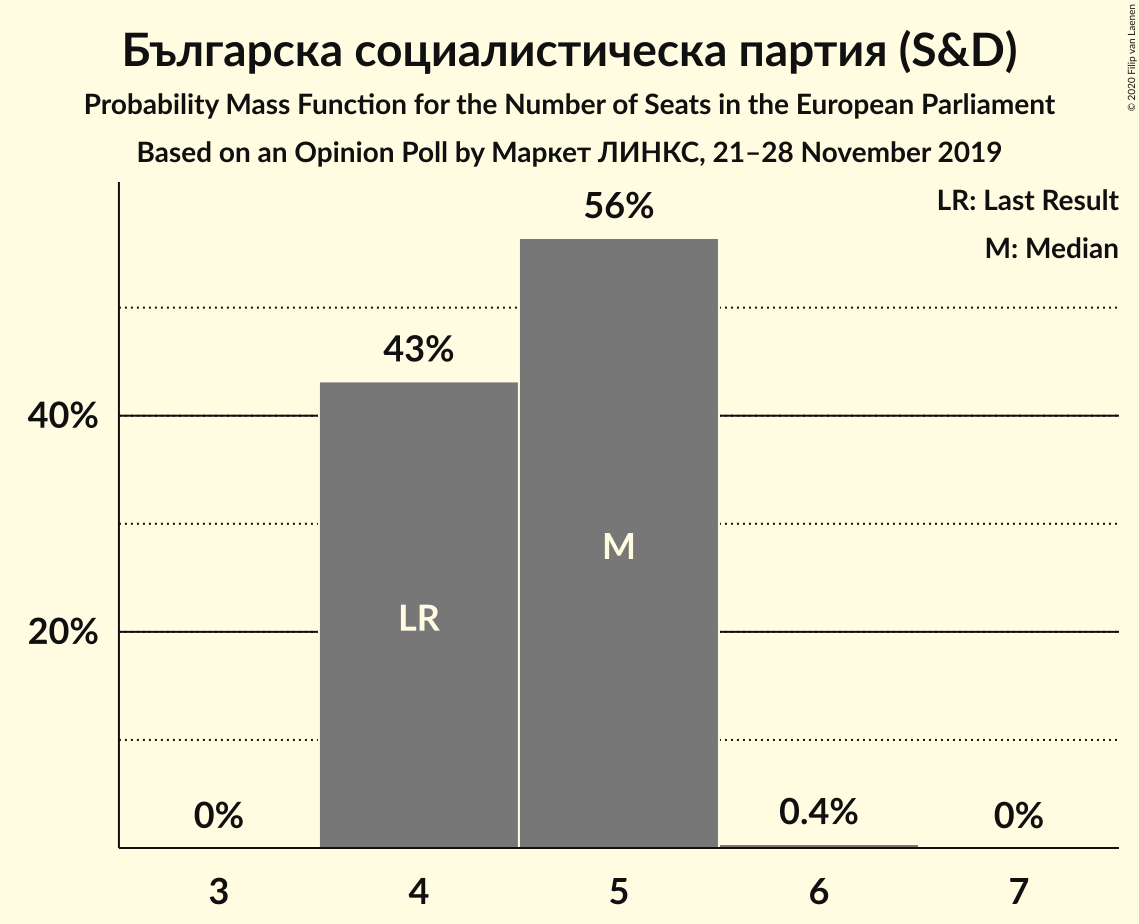 Българска социалистическа партия (S&D)
Probability Mass Function for the Number of Seats in the European Parliament
Based on an Opinion Poll by Маркет ЛИНКС, 21–28 November 2019
© 2020 Filip van Laenen
LR: Last Result
M: Median
56%
43%
40%
M
LR
20%
0%
0.4%
0%
3 4 5 6 7